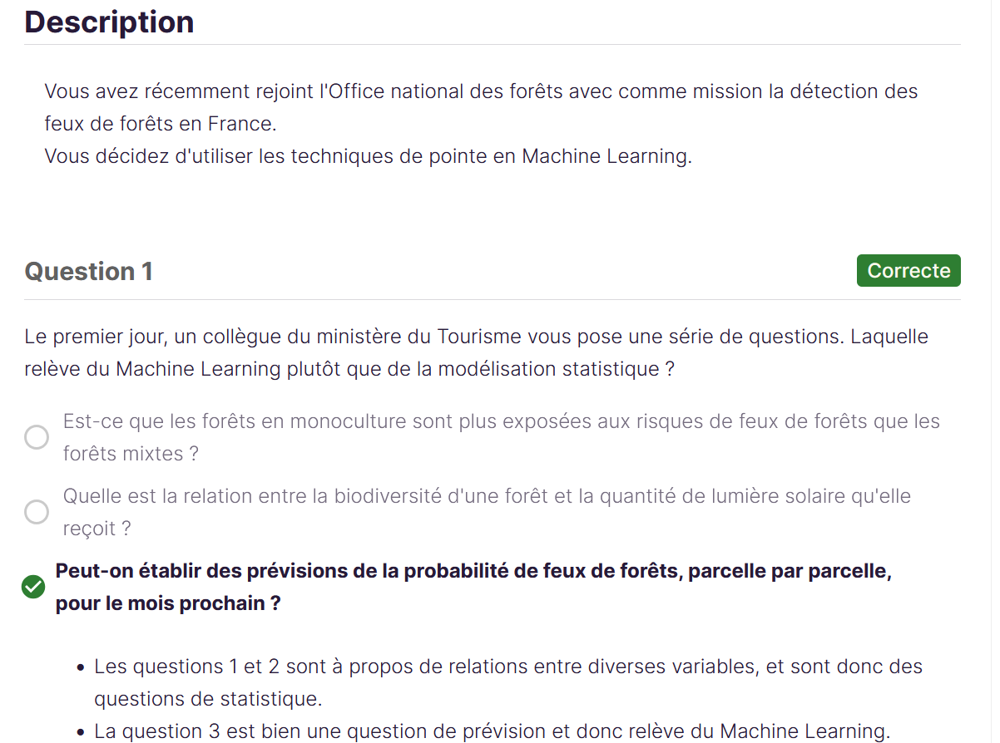 Description
Vous avez récemment rejoint l'Office national des forêts avec comme mission la détection des
feux de forêts en France.
Vous décidez d'utiliser les techniques de pointe en Machine Learning.
Question 1
Correcte
Le premier jour, un collègue du ministère du Tourisme vous pose une série de questions. Laquelle
relève du Machine Learning plutôt que de la modélisation statistique ?
Est-ce que les forêts en monoculture sont plus exposées aux risques de feux de forêts que les
forêts mixtes ?
Quelle est la relation entre la biodiversité d'une forêt et la quantité de lumière solaire qu'elle
reçoit ?
Peut-on établir des prévisions de la probabilité de feux de forêts, parcelle par parcelle,
pour le mois prochain ?
• Les questions 1 et 2 sont à propos de relations entre diverses variables, et sont donc des
questions de statistique.
• La question 3 est bien une question de prévision et donc relève du Machine Learning.